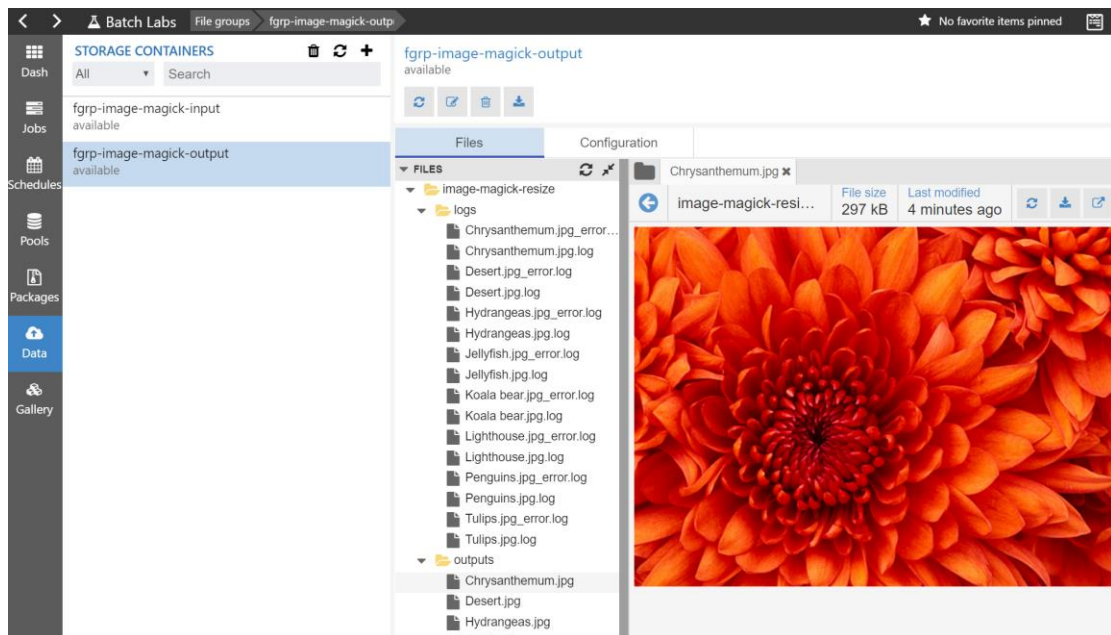 Batch Labs File groups fgrp-image-magick-outp
No favorite items pinned
Dash
Jobs
Schedules
Pools
Packages
Data
Gallery
STORAGE CONTAINERS
All Search
fgrp-image-magick-input
available
fgrp-image-magick-output
available
fgrp-image-magick-output
available
Files Configuration
FILES
image-magick-resize
logs
Chrysanthemum.jpg_error...
Chrysanthemum.jpg.log
Desert.jpg_error.log
Desert.jpg.log
Hydrangeas.jpg_error.log
Hydrangeas.jpg.log
Jellyfish.jpg_error.log
Jellyfish.jpg.log
Koala bear.jpg_error.log
Koala bear.jpg.log
Lighthouse.jpg_error.log
Lighthouse.jpg.log
Penguins.jpg_error.log
Penguins.jpg.log
Tulips.jpg_error.log
Tulips.jpg.log
outputs
Chrysanthemum.jpg
Desert.jpg
Hydrangeas.jpg
Chrysanthemum.jpg
image-magick-resi...
File size
297 kB
Last modified
4 minutes ago